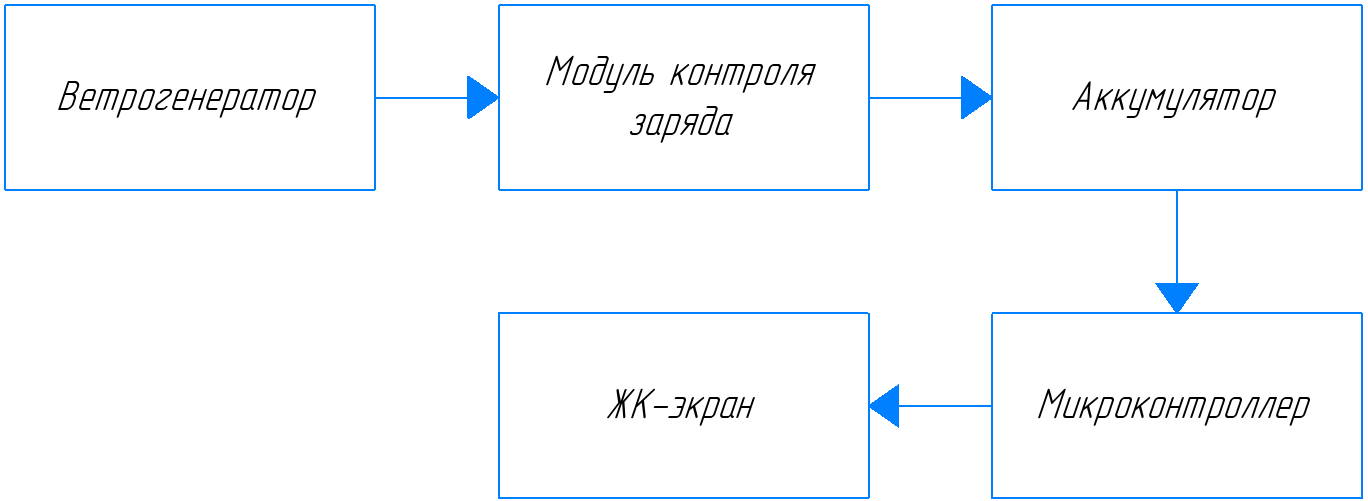 Ветрогенератор
Модуль контроля
заряда
Аккумулятор
ЖК-экран
Микроконтроллер